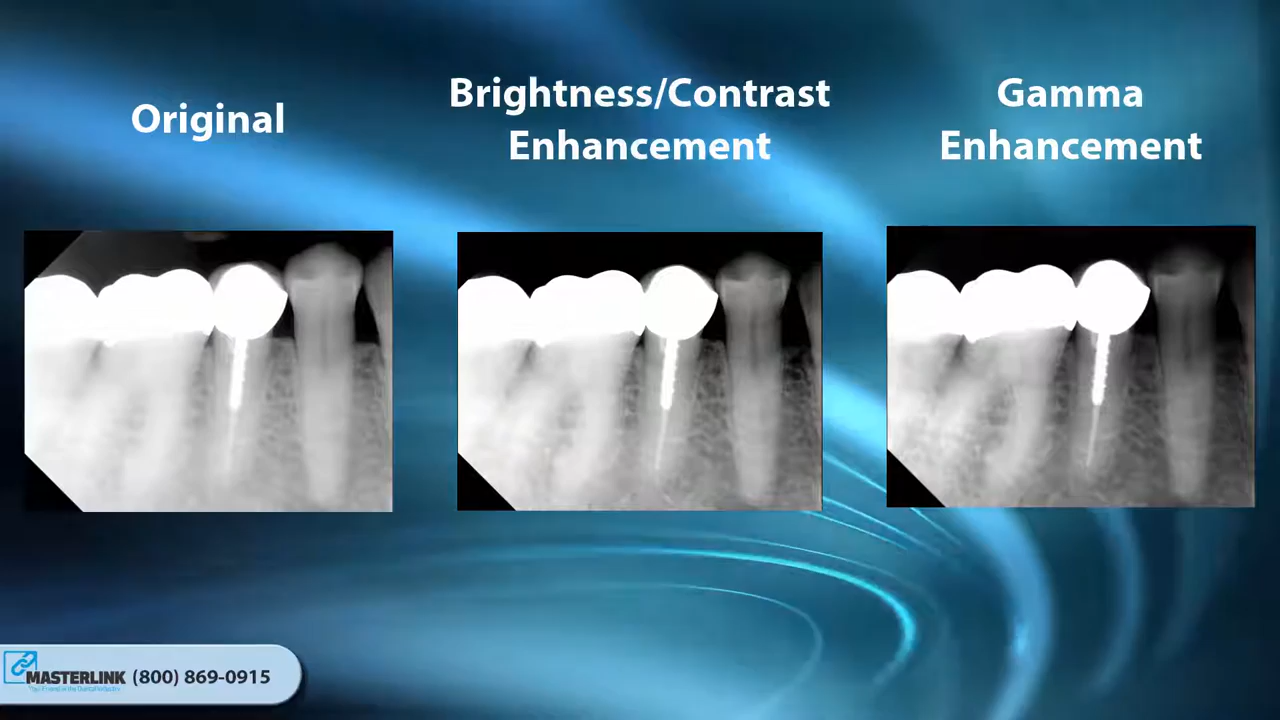 Original
Brightness/Contrast
Enhancement
Gamma
Enhancement
MASTERLINK (800) 869-0915